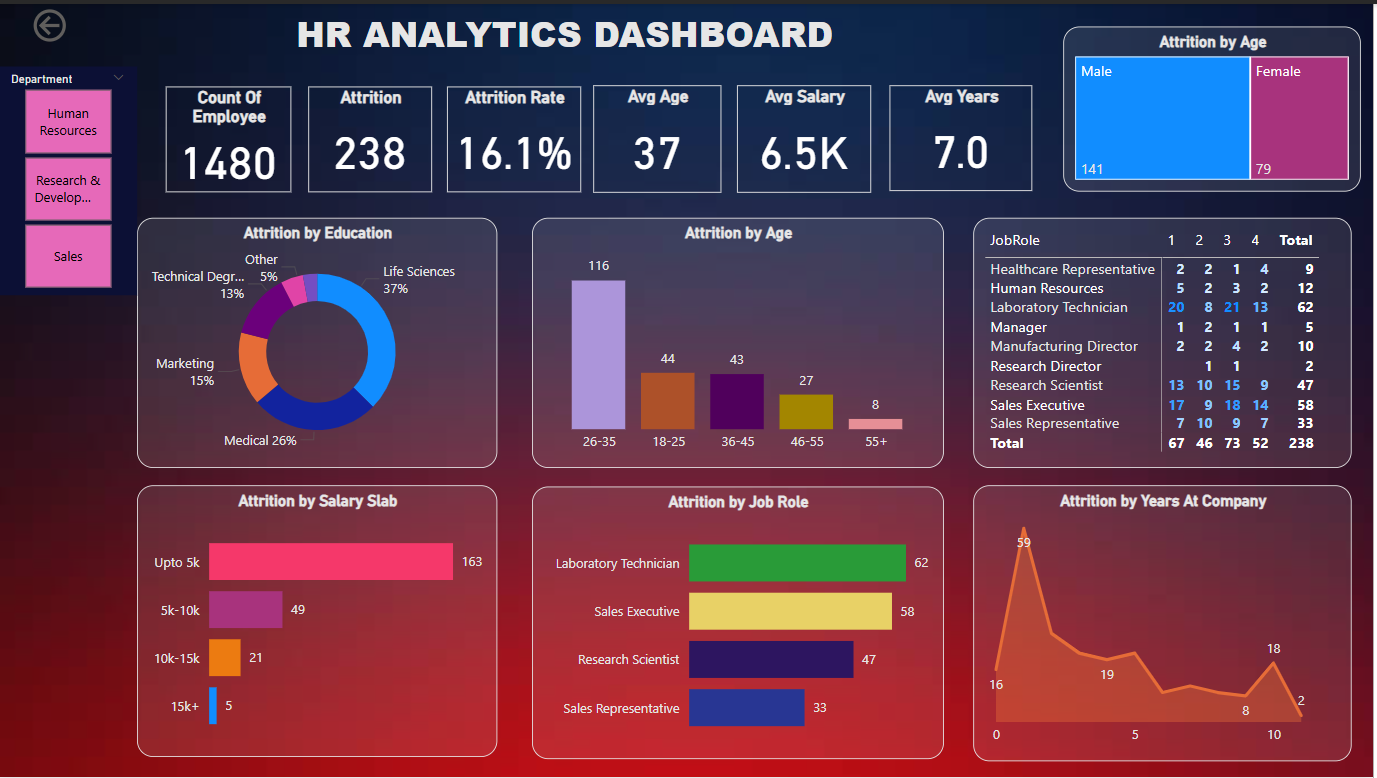 HR ANALYTICS DASHBOARD
Department
Human
Resources
Research &
Develop...
Sales
Count Of
Employee
1480
Attrition
238
Attrition Rate
16.1%
Avg Age
37
Avg Salary
6.5K
Avg Years
7.0
Attrition by Age
Male
141
Female
79
Attrition by Education
Other
5%
Technical Degr...
13%
Life Sciences
37%
Marketing
15%
Medical 26%
Attrition by Age
116
44
43
27
8
26-35 18-25 36-45 46-55 55+
JobRole 1 2 3 4 Total
Healthcare Representative 2 2 1 4 9
Human Resources 5 2 3 2 12
Laboratory Technician 20 8 21 13 62
Manager 1 2 1 1 5
Manufacturing Director 2 2 4 2 10
Research Director 1 1 2
Research Scientist 13 10 15 9 47
Sales Executive 17 9 18 14 58
Sales Representative 7 10 9 7 33
Total 67 46 73 52 238
Attrition by Salary Slab
Upto 5k 163
5k-10k 49
10k-15k 21
15k+ 5
Attrition by Job Role
Laboratory Technician 62
Sales Executive 58
Research Scientist 47
Sales Representative 33
Attrition by Years At Company
59
16
19
18
8
2
0 5 10